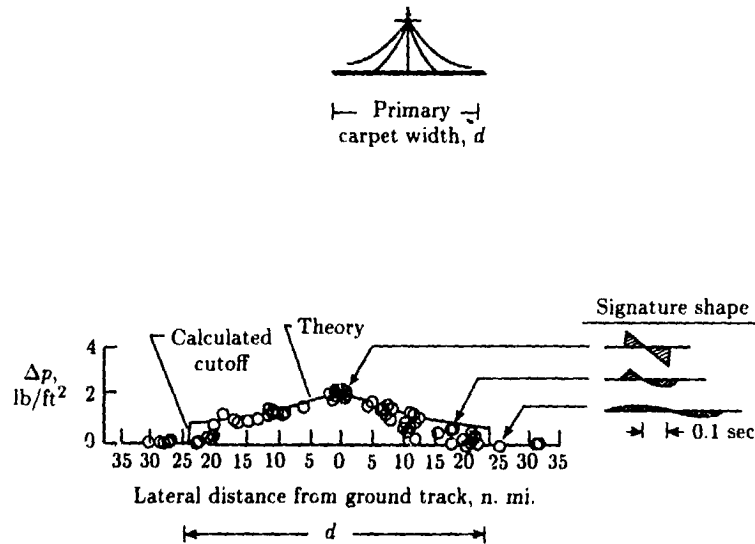 Primary
carpet width, d
Signature shape
Calculated
cutoff
Theory
Δp,
lb/ft²
4
2
0
0.1 sec
35 30 25 20 15 10 5 0 5 10 15 20 25 30 35
Lateral distance from ground track, n. mi.
d